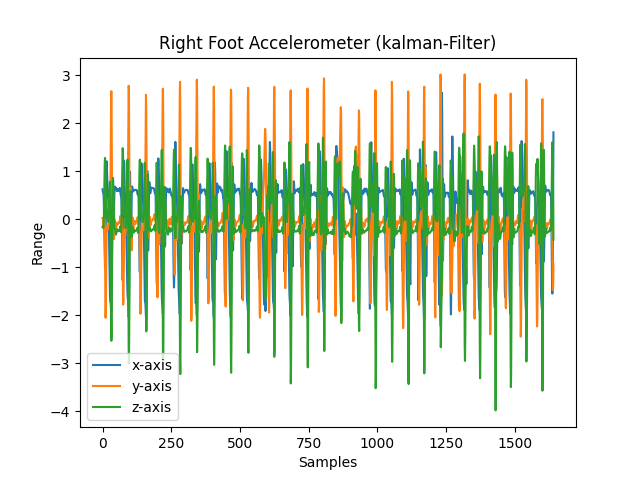 Right Foot Accelerometer (kalman-Filter)
3
2
1
0
−1
−2
−3
−4
Range
x-axis
y-axis
z-axis
0 250 500 750 1000 1250 1500
Samples